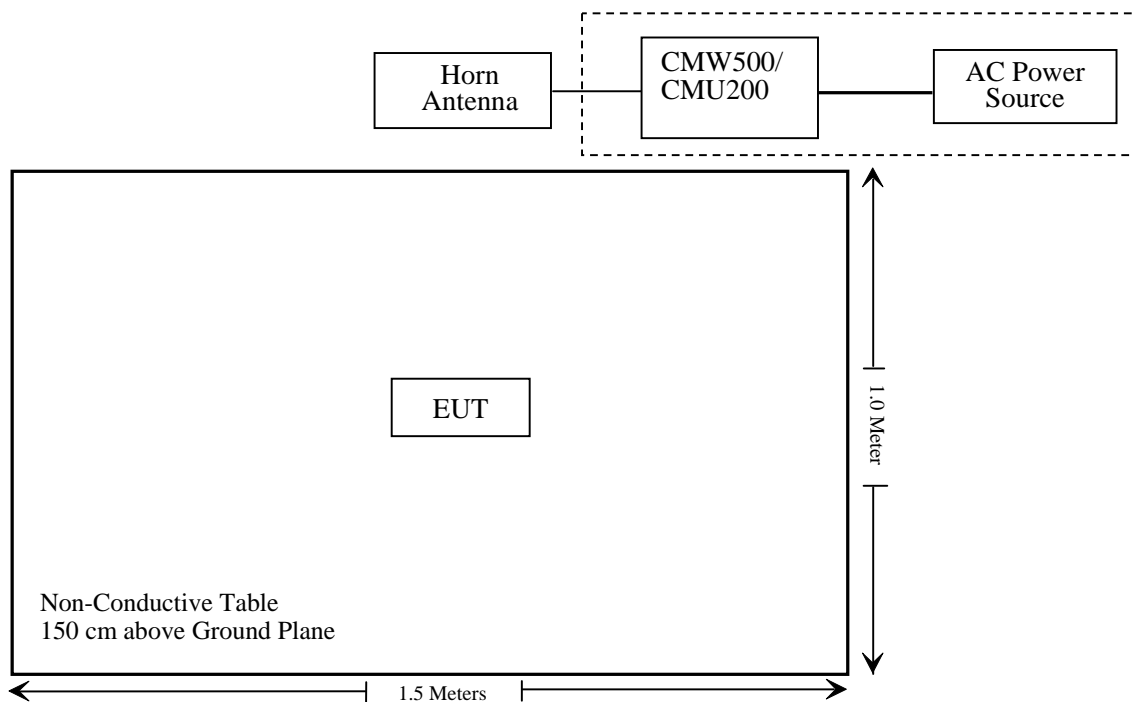 Horn
Antenna
CMW500/
CMU200
AC Power
Source
EUT
1.0 Meter
Non-Conductive Table
150 cm above Ground Plane
1.5 Meters